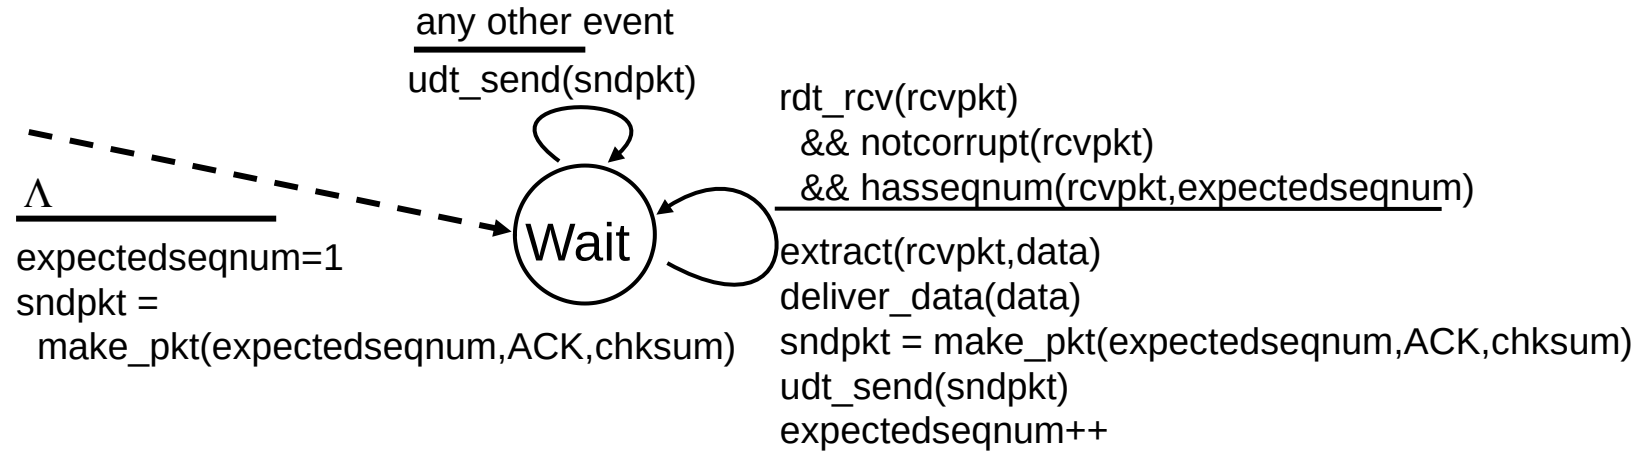 any other event
udt_send(sndpkt)
Λ
expectedseqnum=1
sndpkt =
make_pkt(expectedseqnum,ACK,chksum)
Wait
rdt_rcv(rcvpkt)
&& notcorrupt(rcvpkt)
&& hasseqnum(rcvpkt,expectedseqnum)
extract(rcvpkt,data)
deliver_data(data)
sndpkt = make_pkt(expectedseqnum,ACK,chksum)
udt_send(sndpkt)
expectedseqnum++